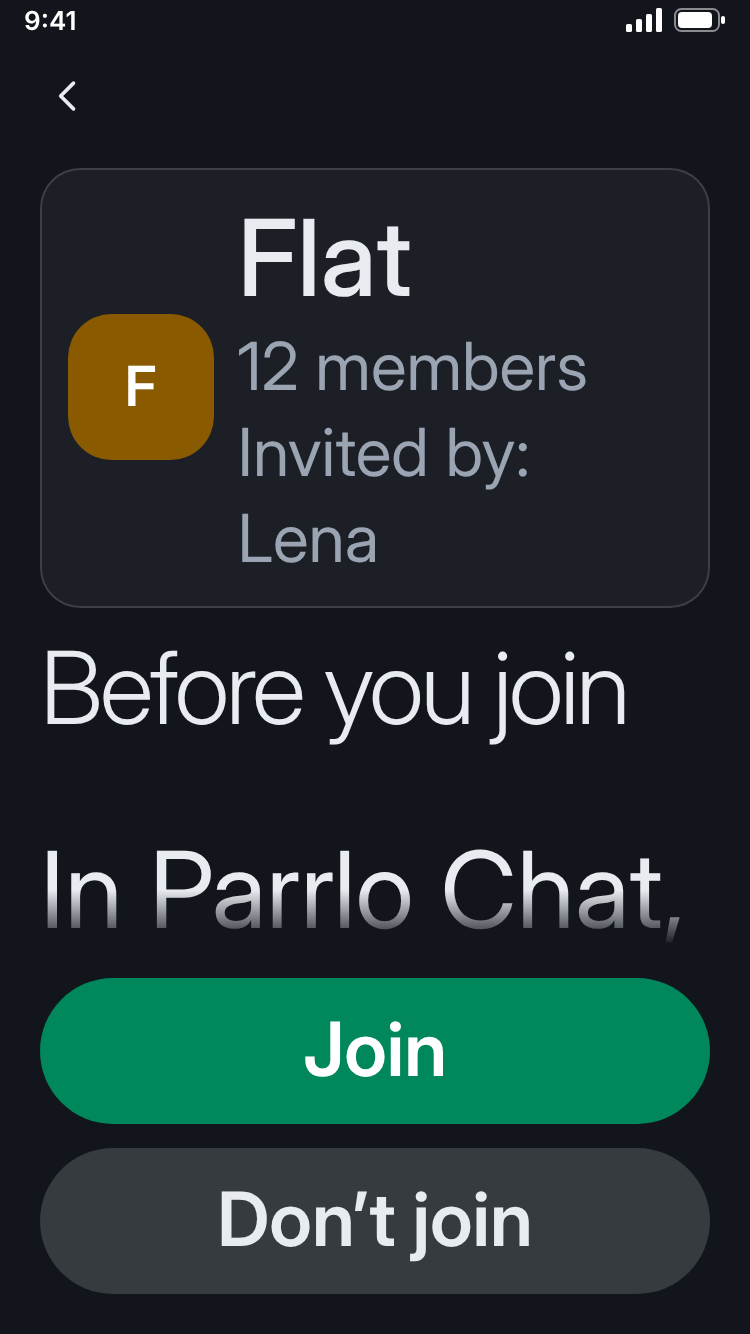 9:41
Flat
F
12 members
Invited by:
Lena
Before you join
In Parrlo Chat,
Join
Don’t join